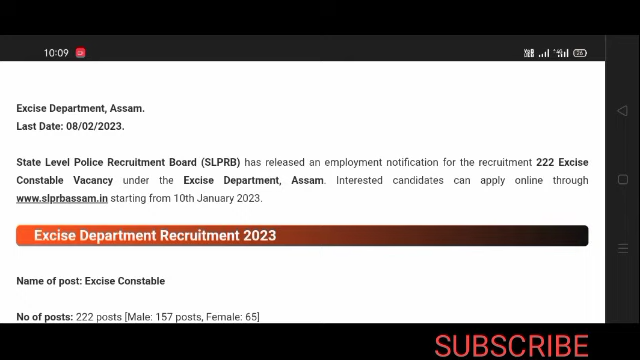 10:09
Excise Department, Assam.
Last Date: 08/02/2023.
State Level Police Recruitment Board (SLPRB) has released an employment notification for the recruitment 222 Excise
Constable Vacancy under the Excise Department, Assam. Interested candidates can apply online through
www.slprbassam.in starting from 10th January 2023.
Excise Department Recruitment 2023
Name of post: Excise Constable
No of posts: 222 posts [Male: 157 posts, Female: 65]
SUBSCRIBE